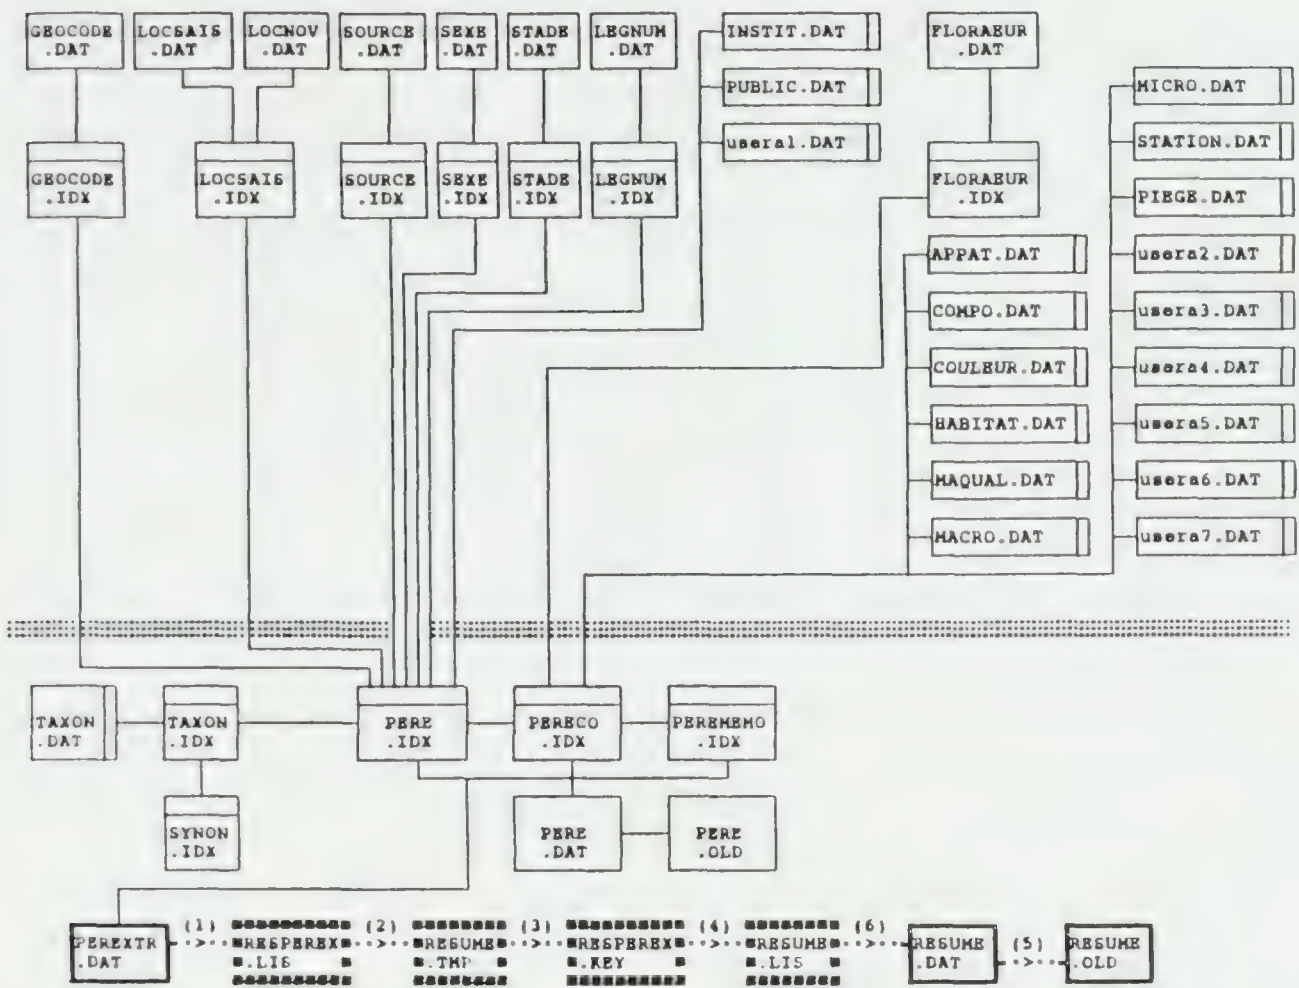 GEOCODE
.DAT
LOCSAIS
.DAT
LOCNOV
.DAT
SOURCE
.DAT
SEXE
.DAT
STADE
.DAT
LEGNUM
.DAT
INSTIT.DAT
PUBLIC.DAT
usera1.DAT
FLORAEUR
.DAT
GEOCODE
.IDX
LOCSAIS
.IDX
SOURCE
.IDX
SEXE
.IDX
STADE
.IDX
LEGNUM
.IDX
FLORAEUR
.IDX
APPAT.DAT
COMPO.DAT
COULEUR.DAT
HABITAT.DAT
MAQUAL.DAT
MACRO.DAT
MICRO.DAT
STATION.DAT
PIEGE.DAT
usera2.DAT
usera3.DAT
usera4.DAT
usera5.DAT
usera6.DAT
usera7.DAT
TAXON
.DAT
TAXON
.IDX
PERE
.IDX
PERECO
.IDX
PEREMEMO
.IDX
SYNON
.IDX
PERE
.DAT
PERE
.OLD
PEREXTR
.DAT
(1)
RESPEREX
.LIS
(2)
RESUME
.TMP
(3)
RESPEREX
.KEY
(4)
RESUME
.LIS
(6)
RESUME
.DAT
(5)
RESUME
.OLD